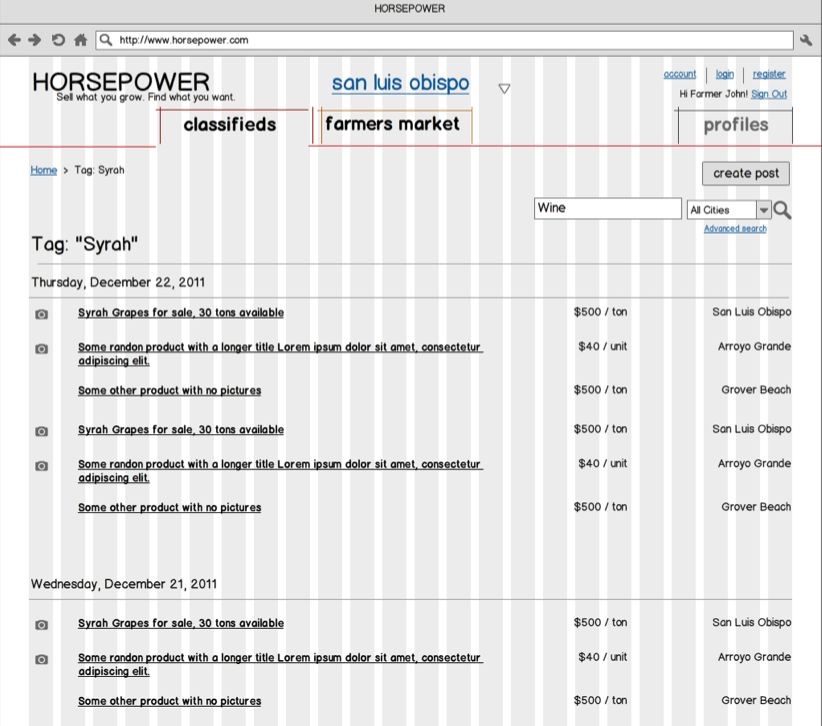 HORSEPOWER
http://www.horsepower.com
HORSEPOWER
Sell what you grow. Find what you want.
san luis obispo
account login register
Hi Farmer John! Sign Out
classifieds
farmers market
profiles
Home > Tag: Syrah
create post
Wine
All Cities
Advanced search
Tag: "Syrah"
Thursday, December 22, 2011
Syrah Grapes for sale, 30 tons available $500 / ton San Luis Obispo
Some randon product with a longer title Lorem ipsum dolor sit amet, consectetur $40 / unit Arroyo Grande
adipiscing elit.
Some other product with no pictures $500 / ton Grover Beach
Syrah Grapes for sale, 30 tons available $500 / ton San Luis Obispo
Some randon product with a longer title Lorem ipsum dolor sit amet, consectetur $40 / unit Arroyo Grande
adipiscing elit.
Some other product with no pictures $500 / ton Grover Beach
Wednesday, December 21, 2011
Syrah Grapes for sale, 30 tons available $500 / ton San Luis Obispo
Some randon product with a longer title Lorem ipsum dolor sit amet, consectetur $40 / unit Arroyo Grande
adipiscing elit.
Some other product with no pictures $500 / ton Grover Beach